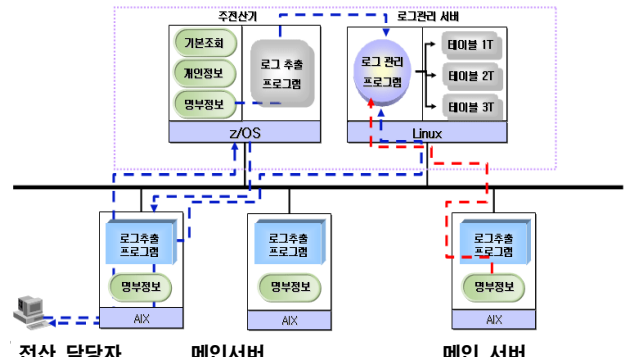 주전산기
로그관리 서버
기본조회
개인정보
명부정보
로그 추출
프로그램
로그 관리
프로그램
테이블 1T
테이블 2T
테이블 3T
z/OS
Linux
로그추출
프로그램
명부정보
AIX
로그추출
프로그램
명부정보
AIX
로그추출
프로그램
명부정보
AIX
전산 담당자
메인서버
메인 서버